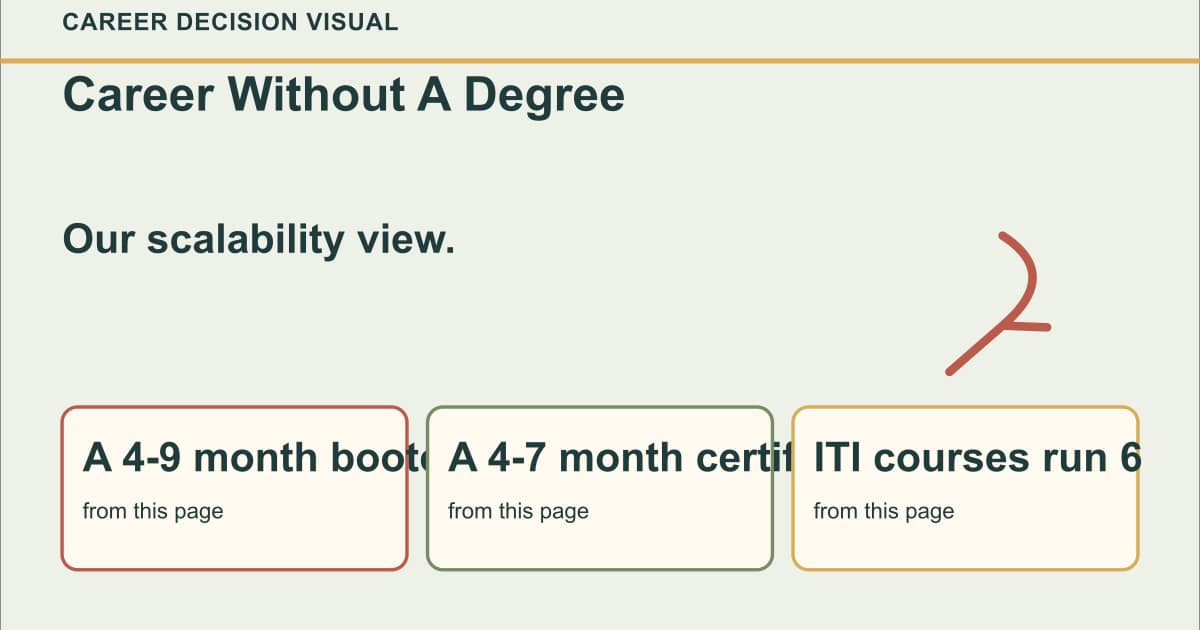 CAREER DECISION VISUAL
Career Without A Degree
Our scalability view.
A 4-9 month boot
from this page
A 4-7 month certif
from this page
ITI courses run 6
from this page